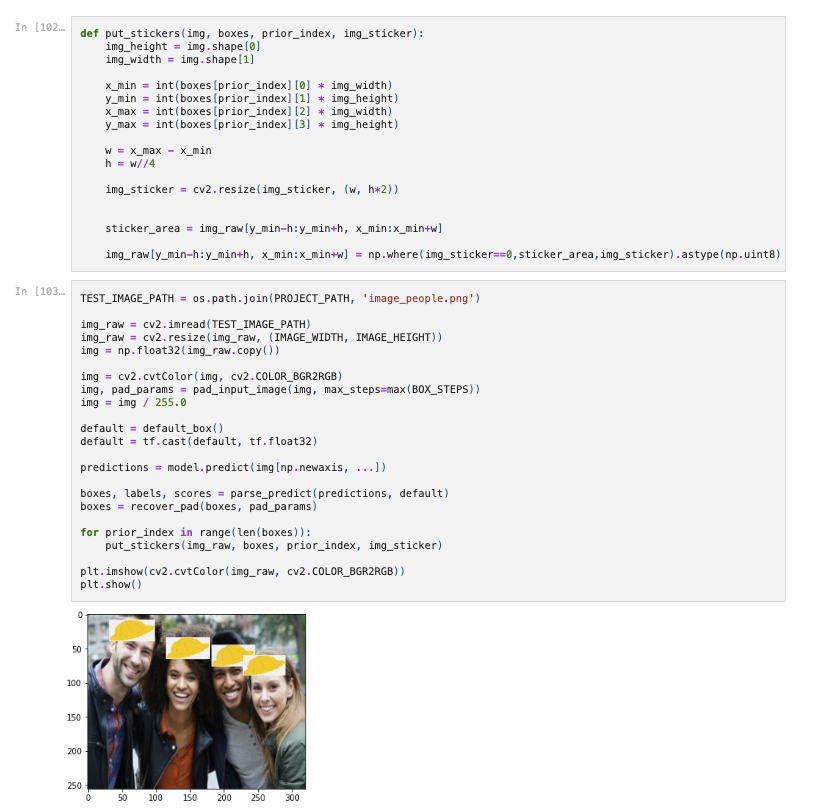 In [102…
def put_stickers(img, boxes, prior_index, img_sticker):
    img_height = img.shape[0]
    img_width = img.shape[1]
    x_min = int(boxes[prior_index][0] * img_width)
    y_min = int(boxes[prior_index][1] * img_height)
    x_max = int(boxes[prior_index][2] * img_width)
    y_max = int(boxes[prior_index][3] * img_height)
    w = x_max - x_min
    h = w//4
    img_sticker = cv2.resize(img_sticker, (w, h*2))
    sticker_area = img_raw[y_min-h:y_min+h, x_min:x_min+w]
    img_raw[y_min-h:y_min+h, x_min:x_min+w] = np.where(img_sticker==0,sticker_area,img_sticker).astype(np.uint8)
In [103…
TEST_IMAGE_PATH = os.path.join(PROJECT_PATH, 'image_people.png')
img_raw = cv2.imread(TEST_IMAGE_PATH)
img_raw = cv2.resize(img_raw, (IMAGE_WIDTH, IMAGE_HEIGHT))
img = np.float32(img_raw.copy())
img = cv2.cvtColor(img, cv2.COLOR_BGR2RGB)
img, pad_params = pad_input_image(img, max_steps=max(BOX_STEPS))
img = img / 255.0
default = default_box()
default = tf.cast(default, tf.float32)
predictions = model.predict(img[np.newaxis, ...])
boxes, labels, scores = parse_predict(predictions, default)
boxes = recover_pad(boxes, pad_params)
for prior_index in range(len(boxes)):
    put_stickers(img_raw, boxes, prior_index, img_sticker)
plt.imshow(cv2.cvtColor(img_raw, cv2.COLOR_BGR2RGB))
plt.show()
0
50
100
150
200
250
0 50 100 150 200 250 300